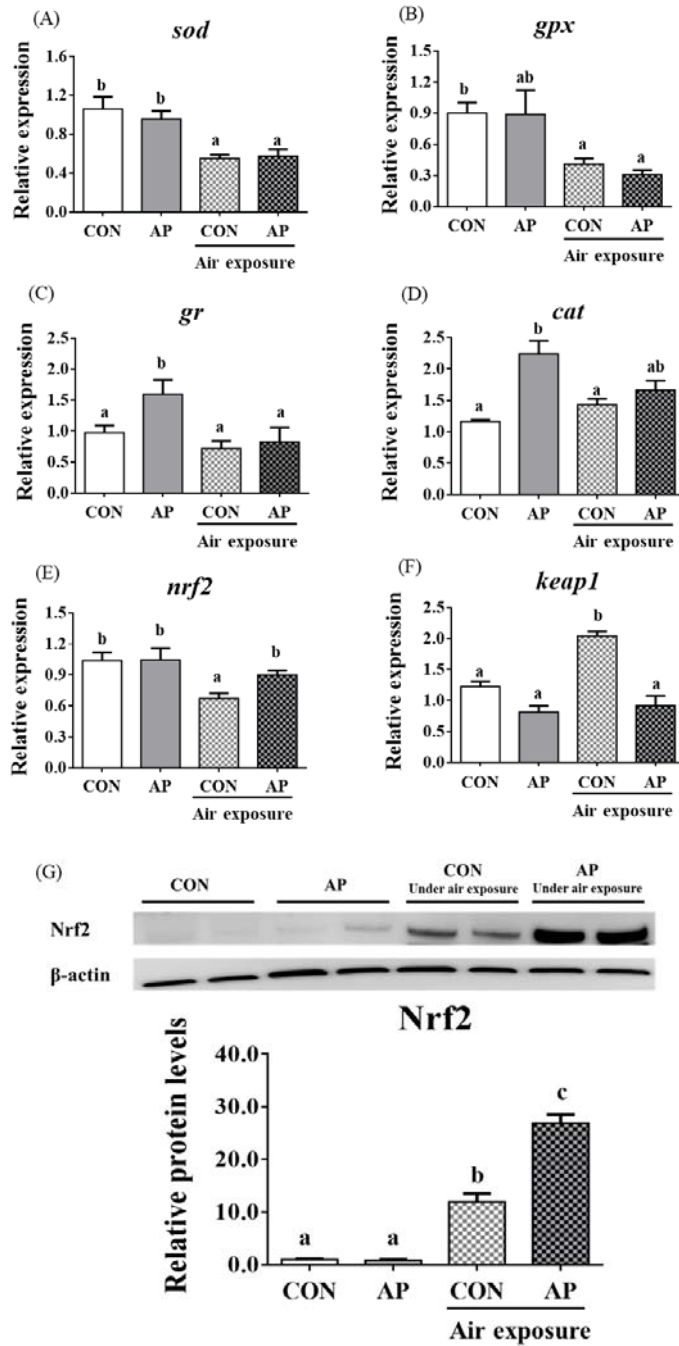 (A)
sod
Relative expression
1.6
1.2
0.8
0.4
0.0
b
b
a
a
CON AP CON AP
Air exposure
(B)
gpx
Relative expression
1.5
1.2
0.9
0.6
0.3
0.0
b
ab
a
a
CON AP CON AP
Air exposure
(C)
gr
Relative expression
2.5
2.0
1.5
1.0
0.5
0.0
a
b
a
a
CON AP CON AP
Air exposure
(D)
cat
Relative expression
2.5
2.0
1.5
1.0
0.5
0.0
a
b
a
ab
CON AP CON AP
Air exposure
(E)
nrf2
Relative expression
1.5
1.2
0.9
0.6
0.3
0.0
b
b
a
b
CON AP CON AP
Air exposure
(F)
keap1
Relative expression
2.5
2.0
1.5
1.0
0.5
0.0
a
a
b
a
CON AP CON AP
Air exposure
(G)
CON
AP
CON
Under air exposure
AP
Under air exposure
Nrf2
β-actin
Nrf2
Relative protein levels
40.0
30.0
20.0
10.0
0.0
a
a
b
c
CON AP CON AP
Air exposure